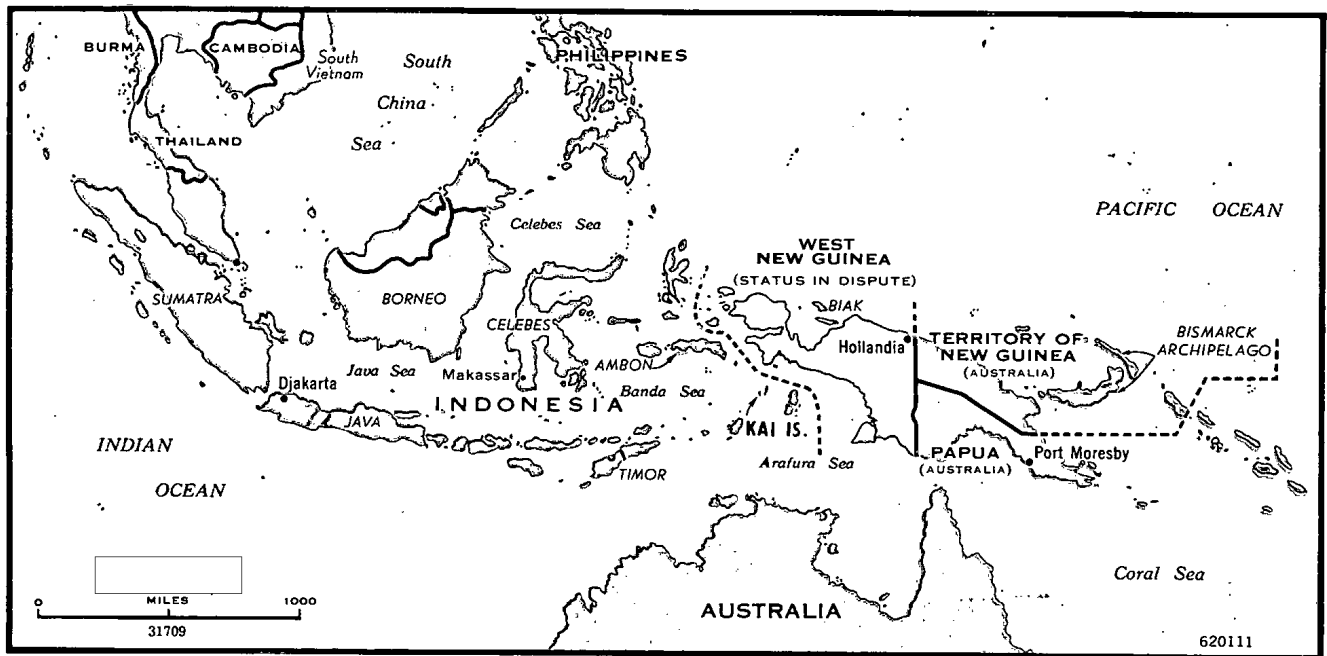 BURMA
CAMBODIA
South
Vietnam
South
China
Sea
PHILIPPINES
THAILAND
PACIFIC OCEAN
Celebes Sea
WEST
NEW GUINEA
(STATUS IN DISPUTE)
SUMATRA
BORNEO
CELEBES
BIAK
Hollandia
TERRITORY OF
NEW GUINEA
(AUSTRALIA)
BISMARCK
ARCHIPELAGO
Java Sea
Makassar
AMBON
Banda Sea
Djakarta
INDONESIA
JAVA
KAI IS.
INDIAN
OCEAN
TIMOR
Arafura Sea
PAPUA
(AUSTRALIA)
Port Moresby
Coral Sea
AUSTRALIA
0 MILES 1000
31709
620111